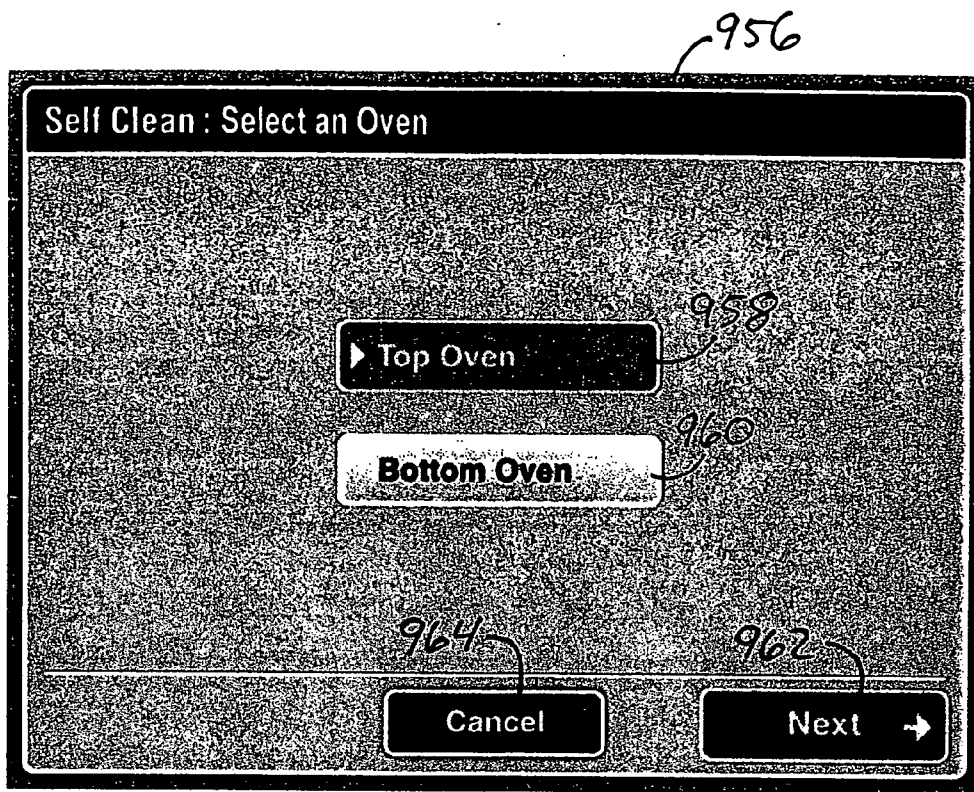 956
Self Clean : Select an Oven
958
Top Oven
960
Bottom Oven
964
962
Cancel
Next